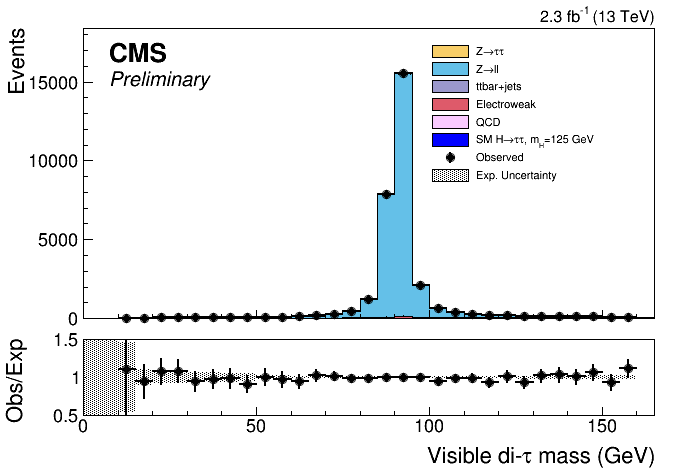 2.3 fb⁻¹ (13 TeV)
Events
CMS
Preliminary
Z→ττ
Z→ll
ttbar+jets
Electroweak
QCD
SM H→ττ, m_H=125 GeV
Observed
Exp. Uncertainty
15000
10000
5000
0
Obs/Exp
1.5
1
0.5
0 50 100 150
Visible di-τ mass (GeV)